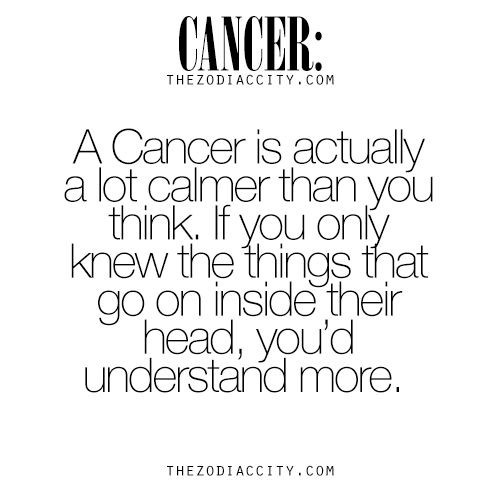 CANCER:
THEZODIACCITY.COM
A Cancer is actually
a lot calmer than you
think. If you only
knew the things that
go on inside their
head, you'd
understand more.
THEZODIACCITY.COM